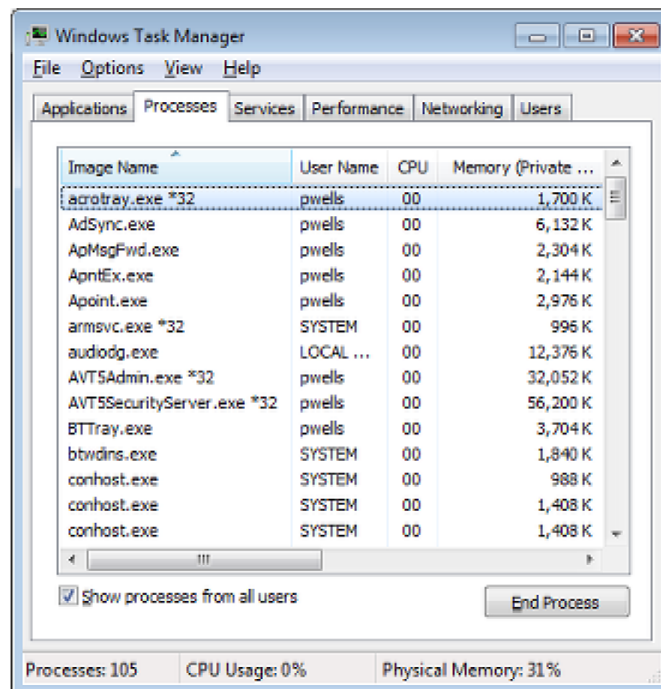 Windows Task Manager
File Options View Help
Applications Processes Services Performance Networking Users
Image Name User Name CPU Memory (Private ...
acrotray.exe *32 pwells 00 1,700 K
AdSync.exe pwells 00 6,132 K
ApMsgFwd.exe pwells 00 2,304 K
ApntEx.exe pwells 00 2,144 K
Apoint.exe pwells 00 2,976 K
armsvc.exe *32 SYSTEM 00 996 K
audiodg.exe LOCAL ... 00 12,376 K
AVT5Admin.exe *32 pwells 00 32,052 K
AVT5SecurityServer.exe *32 pwells 00 56,200 K
BTTray.exe pwells 00 3,704 K
btwdins.exe SYSTEM 00 1,840 K
conhost.exe SYSTEM 00 988 K
conhost.exe SYSTEM 00 1,408 K
conhost.exe SYSTEM 00 1,408 K
Show processes from all users End Process
Processes: 105 CPU Usage: 0% Physical Memory: 31%